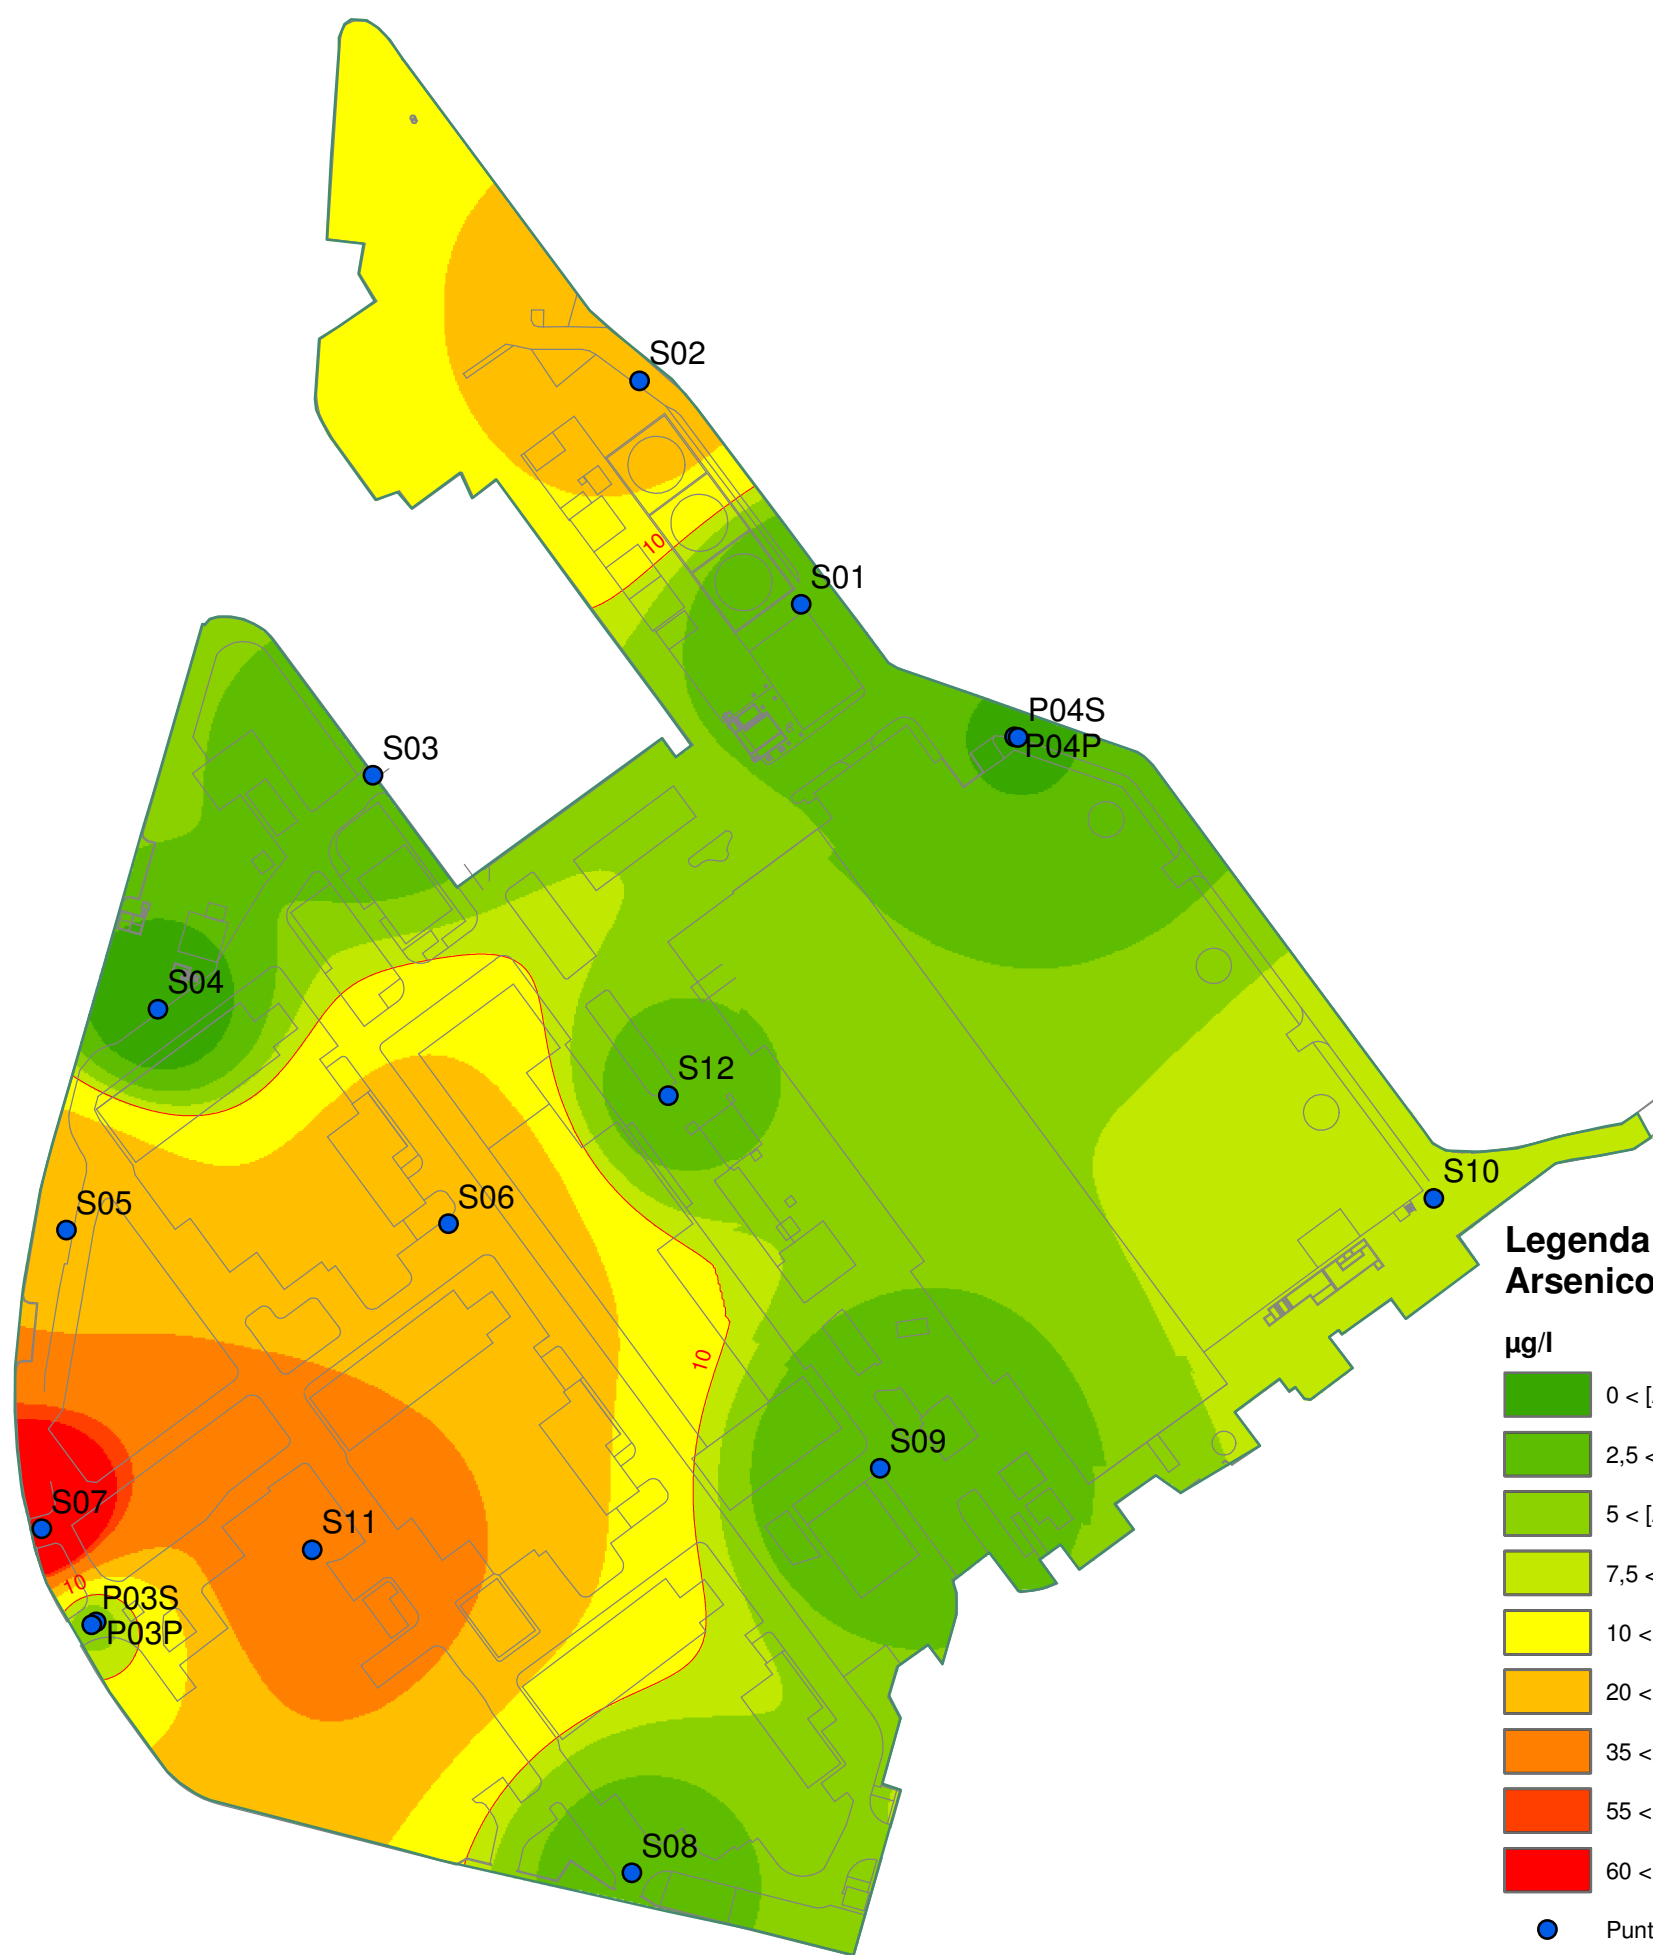 S02
10
S01
P04S
P04P
S03
S04
S12
S10
S05
S06
10
S09
S07
S11
10
P03S
P03P
S08
Legenda
Arsenico
µg/l
0 < [
2,5 <
5 < [
7,5 <
10 <
20 <
35 <
55 <
60 <
Punt